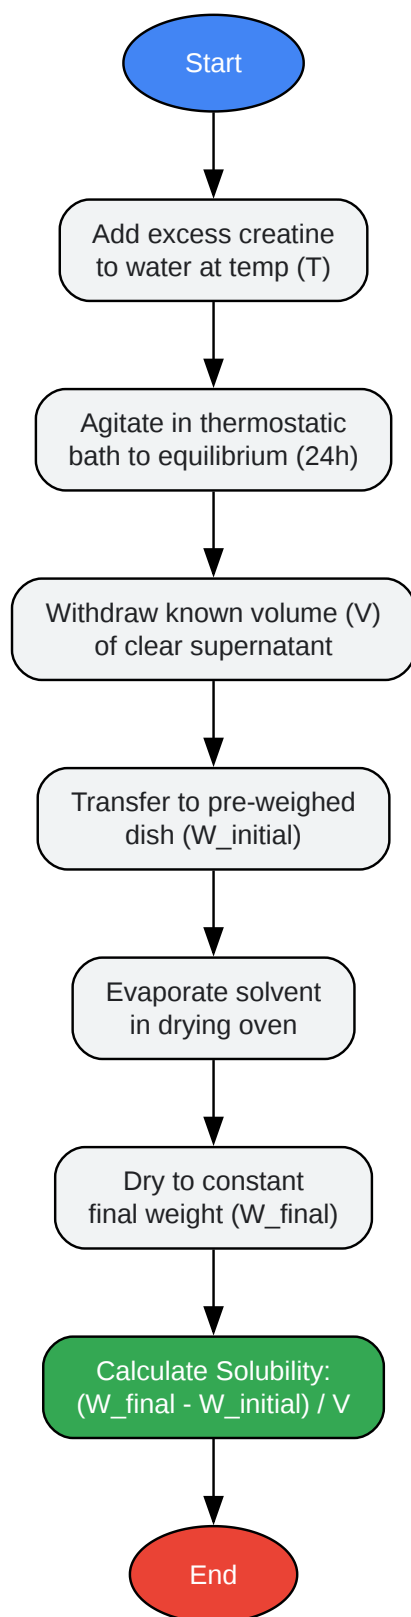 Start
Add excess creatine
to water at temp (T)
Agitate in thermostatic
bath to equilibrium (24h)
Withdraw known volume (V)
of clear supernatant
Transfer to pre-weighed
dish (W_initial)
Evaporate solvent
in drying oven
Dry to constant
final weight (W_final)
Calculate Solubility:
(W_final - W_initial) / V
End